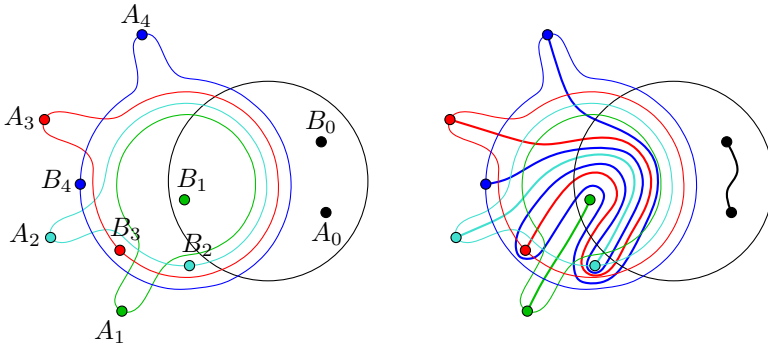 A₄
A₃
B₀
B₄
B₁
A₂
B₃
B₂
A₀
A₁